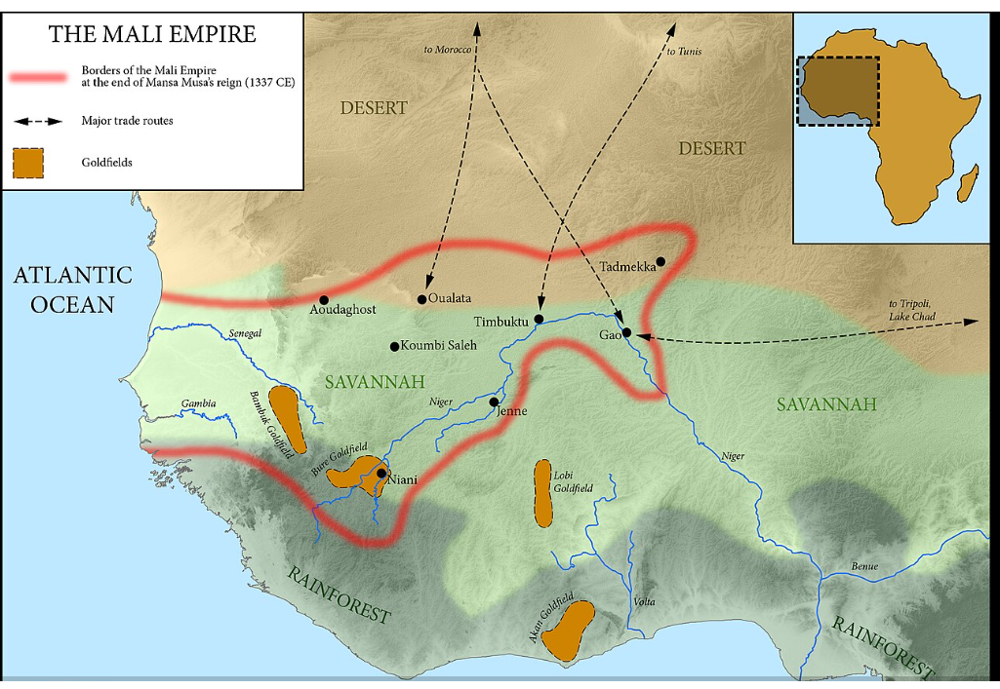 THE MALI EMPIRE
Borders of the Mali Empire
at the end of Mansa Musa's reign (1337 CE)
Major trade routes
Goldfields
to Morocco
to Tunis
DESERT
DESERT
ATLANTIC
OCEAN
Tadmekka
Oualata
Aoudaghost
to Tripoli,
Lake Chad
Timbuktu
Gao
Senegal
Koumbi Saleh
SAVANNAH
SAVANNAH
Gambia
Bambuk Goldfield
Niger
Jenne
Bure Goldfield
Niani
Niger
Lobi
Goldfield
RAINFOREST
Benue
Akan Goldfield
Volta
RAINFOREST